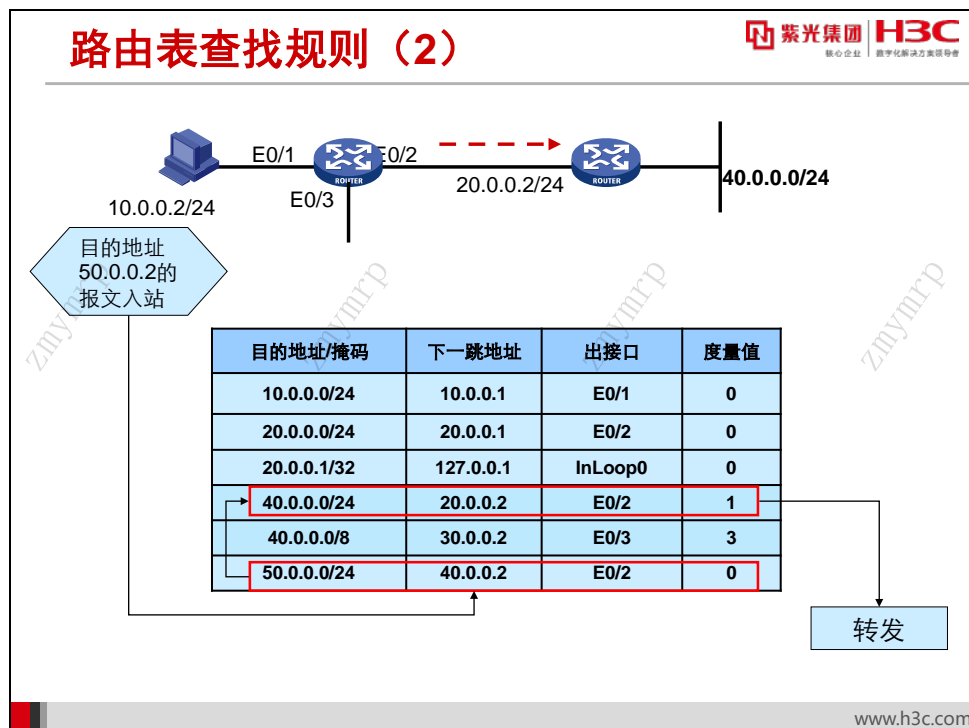 路由表查找规则（2）
紫光集团 H3C
核心企业 数字化解决方案领导者
E0/1
E0/2
20.0.0.2/24
40.0.0.0/24
E0/3
10.0.0.2/24
ROUTER
ROUTER
目的地址
50.0.0.2的
报文入站
目的地址/掩码 下一跳地址 出接口 度量值
10.0.0.0/24 10.0.0.1 E0/1 0
20.0.0.0/24 20.0.0.1 E0/2 0
20.0.0.1/32 127.0.0.1 InLoop0 0
40.0.0.0/24 20.0.0.2 E0/2 1
40.0.0.0/8 30.0.0.2 E0/3 3
50.0.0.0/24 40.0.0.2 E0/2 0
转发
zmymrp
zmymrp
zmymrp
zmymrp
www.h3c.com